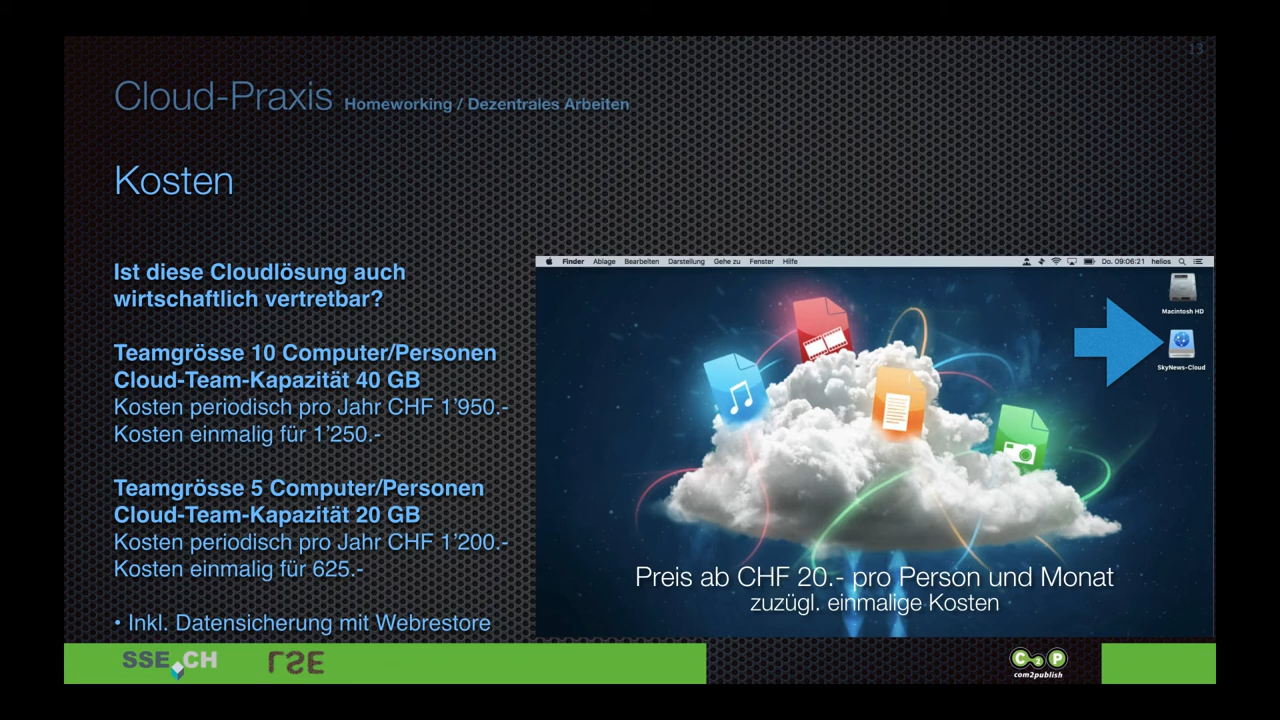 13
Cloud-Praxis Homeworking / Dezentrales Arbeiten
Kosten
Ist diese Cloudlösung auch
wirtschaftlich vertretbar?
Teamgrösse 10 Computer/Personen
Cloud-Team-Kapazität 40 GB
Kosten periodisch pro Jahr CHF 1’950.-
Kosten einmalig für 1’250.-
Teamgrösse 5 Computer/Personen
Cloud-Team-Kapazität 20 GB
Kosten periodisch pro Jahr CHF 1’200.-
Kosten einmalig für 625.-
• Inkl. Datensicherung mit Webrestore
Finder Ablage Bearbeiten Darstellung Gehe zu Fenster Hilfe Do. 09:06:21 helios
Macintosh HD
SkyNews-Cloud
Preis ab CHF 20.- pro Person und Monat
zuzügl. einmalige Kosten
SSE.CH
C2P
com2publish